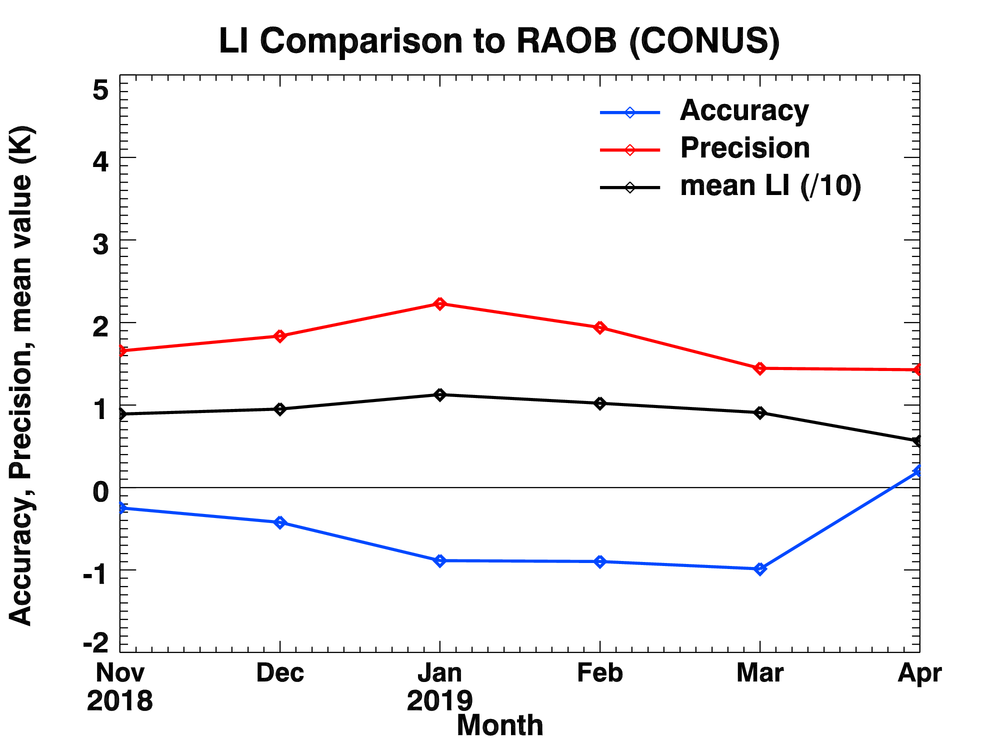 LI Comparison to RAOB (CONUS)
Accuracy, Precision, mean value (K)
5
4
3
2
1
0
-1
-2
Accuracy
Precision
mean LI (/10)
Nov Dec Jan Feb Mar Apr
2018 2019
Month